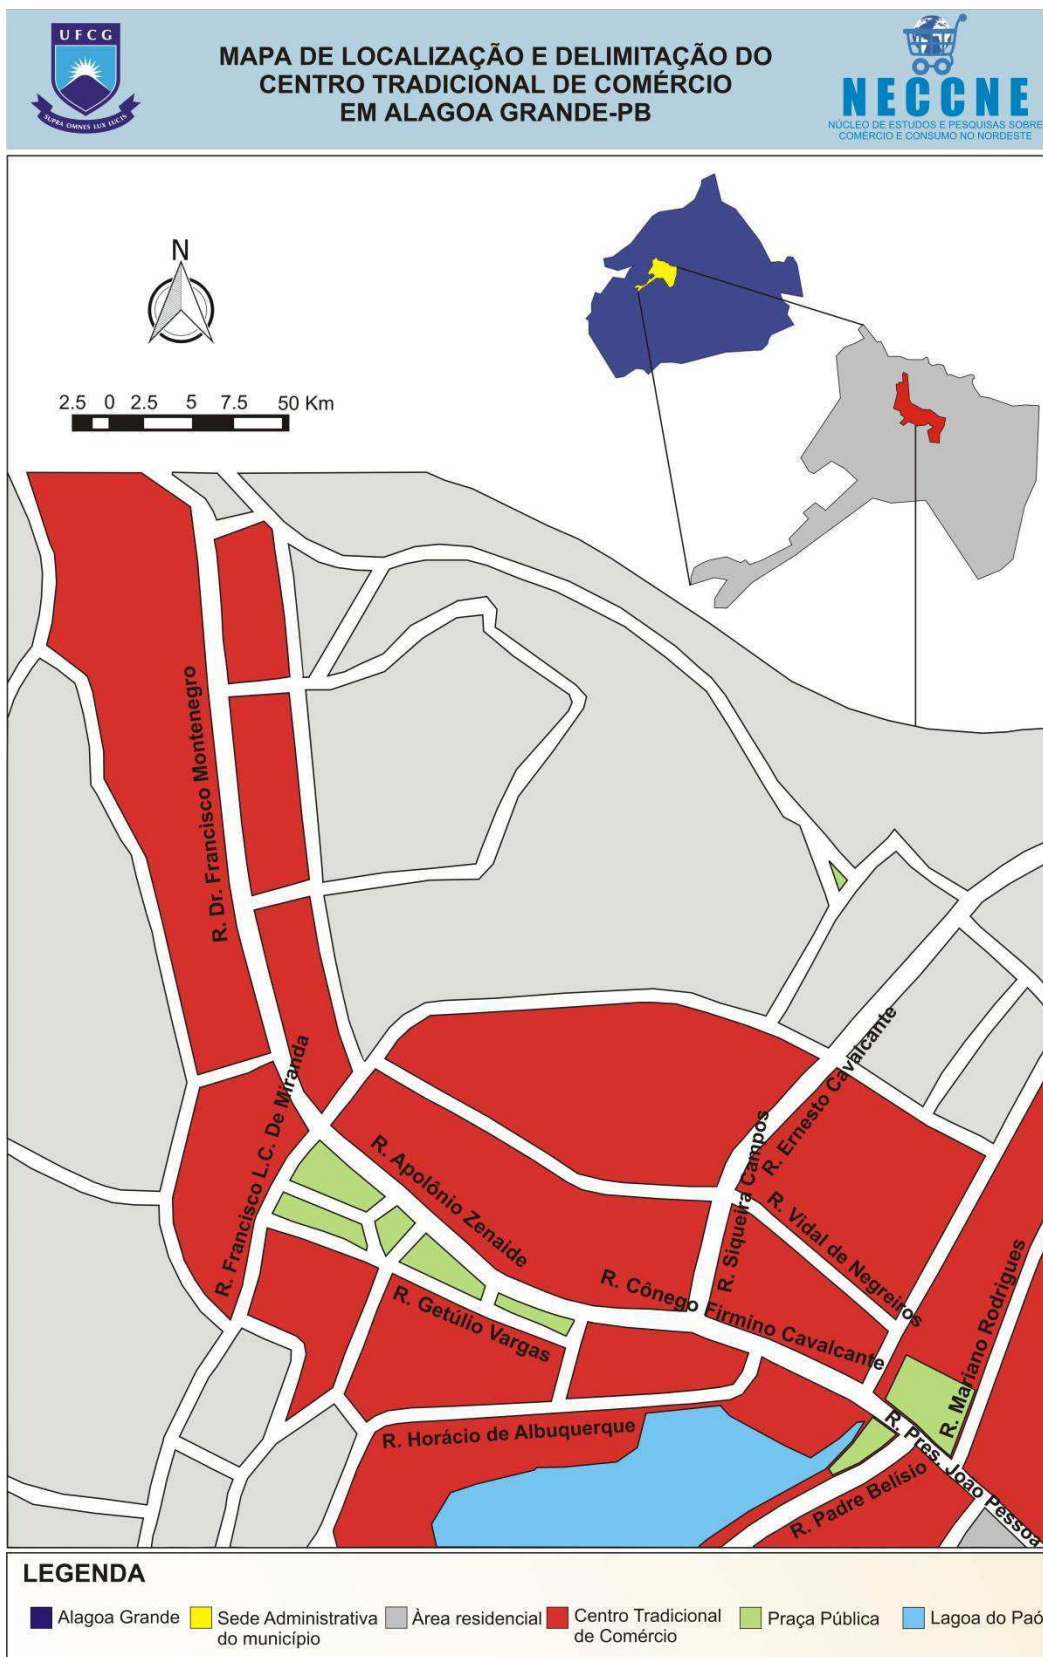 UFCG
SUPRA OMNES LUX LUCIS
MAPA DE LOCALIZAÇÃO E DELIMITAÇÃO DO
CENTRO TRADICIONAL DE COMÉRCIO
EM ALAGOA GRANDE-PB
NECCNE
NÚCLEO DE ESTUDOS E PESQUISAS SOBRE
COMÉRCIO E CONSUMO NO NORDESTE
N
2.5 0 2.5 5 7.5 50 Km
R. Dr. Francisco Montenegro
R. Francisco L.C. De Miranda
R. Apolônio Zenaide
R. Getúlio Vargas
R. Cônego Firmino Cavalcante
R. Siqueira Campos
R. Ernesto Cavalcante
R. Vidal de Negreiros
R. Mariano Rodrigues
R. Horácio de Albuquerque
R. Padre Belísio
R. Pres. João Pessoa
LEGENDA
Alagoa Grande
Sede Administrativa
do município
Àrea residencial
Centro Tradicional
de Comércio
Praça Pública
Lagoa do Paó